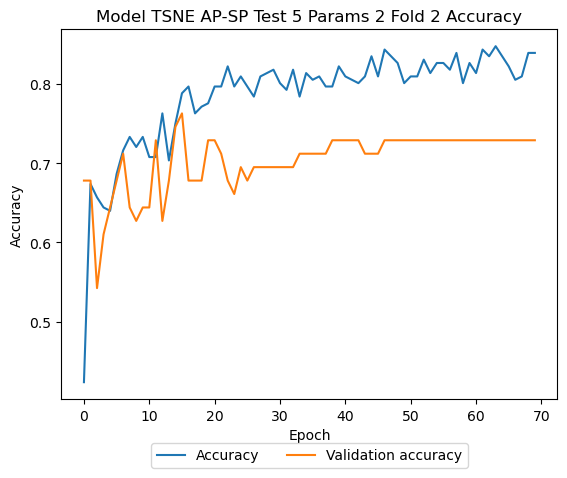 Model TSNE AP-SP Test 5 Params 2 Fold 2 Accuracy
Accuracy
0.8
0.7
0.6
0.5
0 10 20 30 40 50 60 70
Epoch
Accuracy Validation accuracy